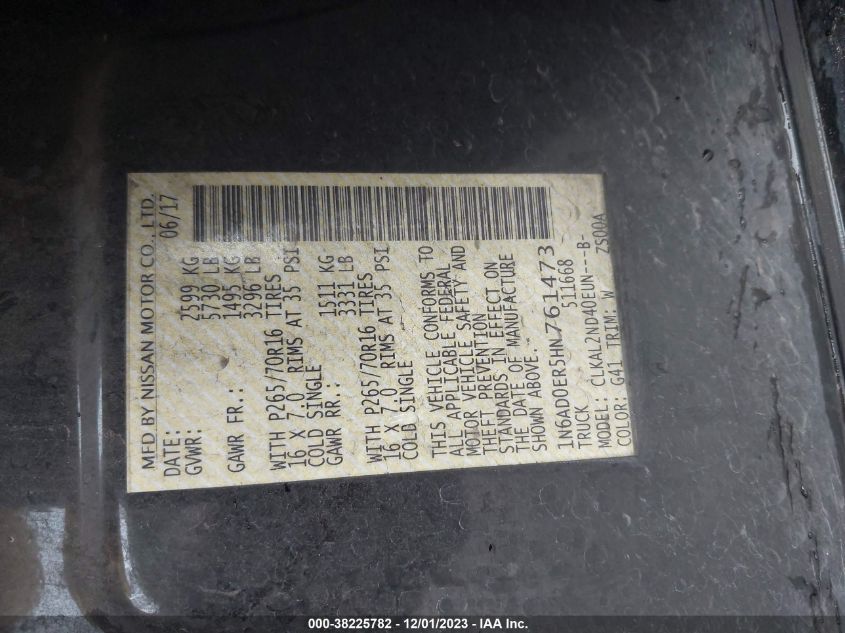 MFD BY NISSAN MOTOR CO., LTD.
DATE: 06/17
GVWR: 2599 KG
5730 LB
GAWR FR.: 1495 KG
3296 LB
WITH P265/70R16 TIRES
16 X 7.0 RIMS AT 35 PSI
COLD SINGLE
GAWR RR.: 1511 KG
3331 LB
WITH P265/70R16 TIRES
16 X 7.0 RIMS AT 35 PSI
COLD SINGLE
THIS VEHICLE CONFORMS TO
ALL APPLICABLE FEDERAL
MOTOR VEHICLE SAFETY AND
THEFT PREVENTION
STANDARDS IN EFFECT ON
THE DATE OF MANUFACTURE
SHOWN ABOVE.
1N6AD0ER5HN761473
TRUCK 511668
MODEL: CLKAL2ND40EUN---B-
COLOR: G41 TRIM: W ZS00A
000-38225782 - 12/01/2023 - IAA Inc.